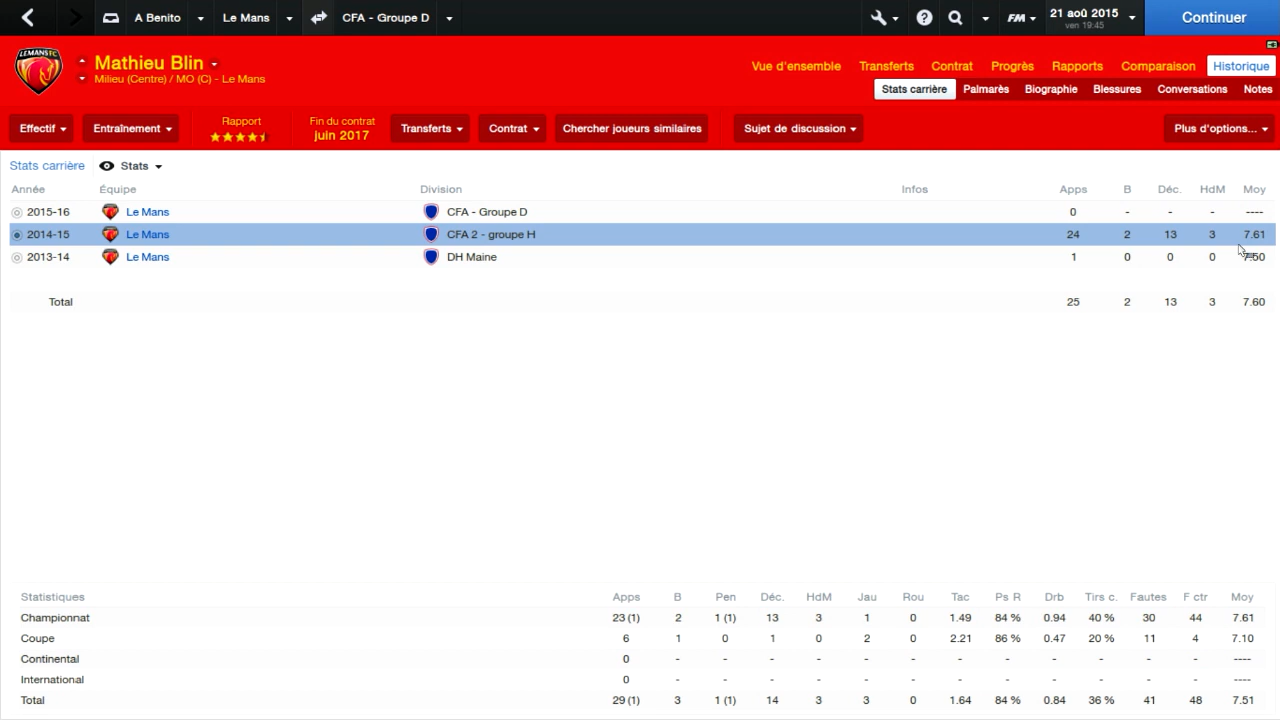 A Benito Le Mans CFA - Groupe D FM 21 aoû 2015 ven 19:45 Continuer
LE MANS FC
Mathieu Blin
Milieu (Centre) / MO (C) - Le Mans
Vue d'ensemble Transferts Contrat Progrès Rapports Comparaison Historique
Stats carrière Palmarès Biographie Blessures Conversations Notes
Effectif Entraînement Rapport Fin du contrat juin 2017 Transferts Contrat Chercher joueurs similaires Sujet de discussion Plus d'options...
Stats carrière Stats
Année Équipe Division Infos Apps B Déc. HdM Moy
2015-16 Le Mans CFA - Groupe D 0 - - - ----
2014-15 Le Mans CFA 2 - groupe H 24 2 13 3 7.61
2013-14 Le Mans DH Maine 1 0 0 0 7.50
Total 25 2 13 3 7.60
Statistiques Apps B Pen Déc. HdM Jau Rou Tac Ps R Drb Tirs c. Fautes F ctr Moy
Championnat 23 (1) 2 1 (1) 13 3 1 0 1.49 84 % 0.94 40 % 30 44 7.61
Coupe 6 1 0 1 0 2 0 2.21 86 % 0.47 20 % 11 4 7.10
Continental 0 - - - - - - - - - - - - ----
International 0 - - - - - - - - - - - - ----
Total 29 (1) 3 1 (1) 14 3 3 0 1.64 84 % 0.84 36 % 41 48 7.51